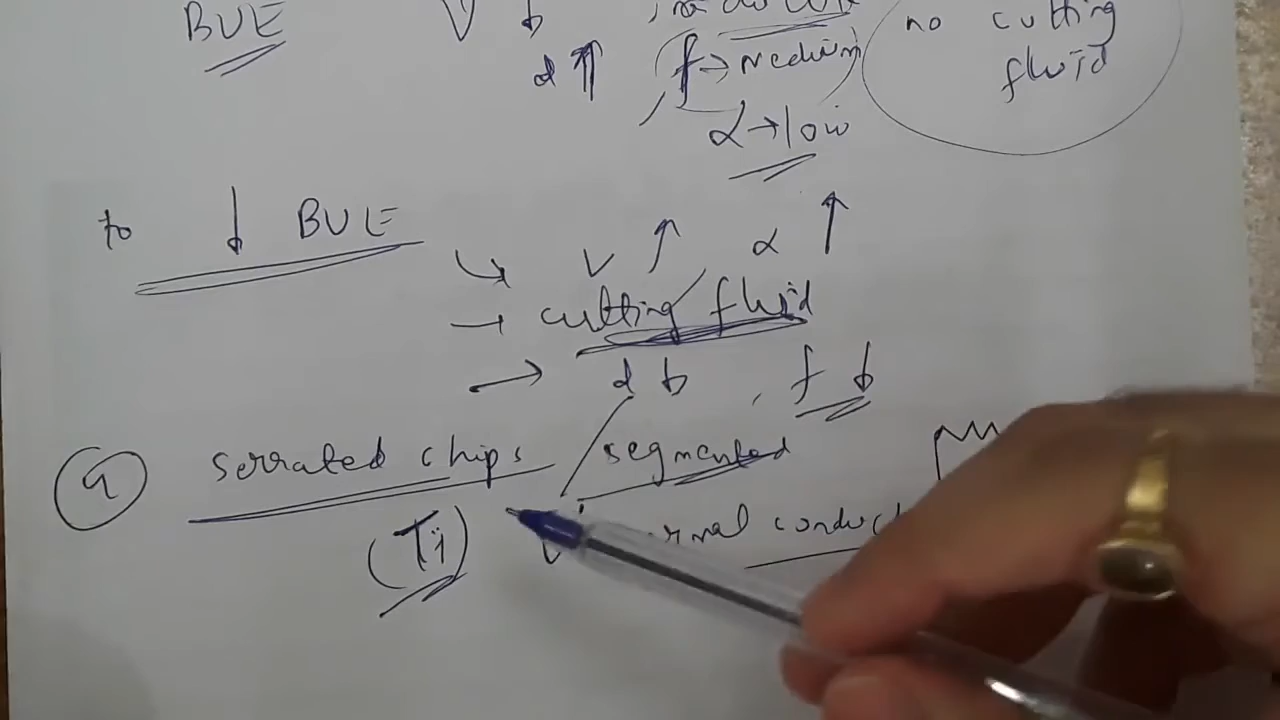 BUE V ↓ no cutting
d ↑ f → medium fluid
α → low
to ↓ BUE
→ V ↑ α ↑
→ cutting fluid
→ d ↓ , f ↓
4 serrated chips / segmented
(Ti)